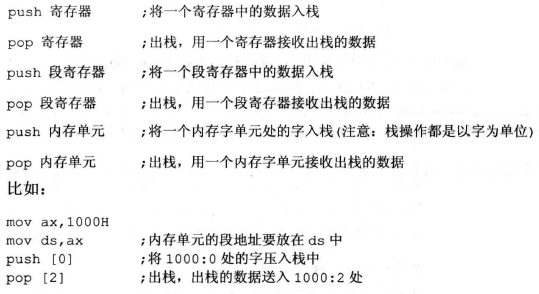 push 寄存器 ;将一个寄存器中的数据入栈
pop 寄存器 ;出栈，用一个寄存器接收出栈的数据
push 段寄存器 ;将一个段寄存器中的数据入栈
pop 段寄存器 ;出栈，用一个段寄存器接收出栈的数据
push 内存单元 ;将一个内存字单元处的字入栈(注意：栈操作都是以字为单位)
pop 内存单元 ;出栈，用一个内存字单元接收出栈的数据
比如：
mov ax,1000H
mov ds,ax ;内存单元的段地址要放在 ds 中
push [0] ;将 1000:0 处的字压入栈中
pop [2] ;出栈，出栈的数据送入 1000:2 处